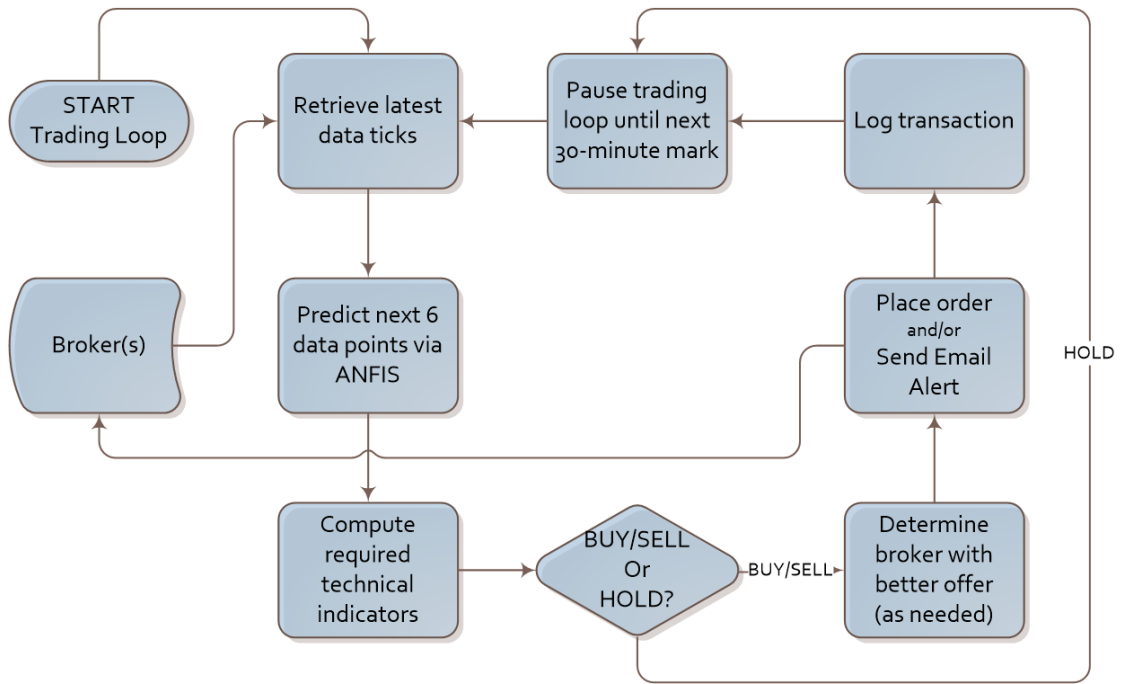 START
Trading Loop
Retrieve latest
data ticks
Pause trading
loop until next
30-minute mark
Log transaction
Broker(s)
Predict next 6
data points via
ANFIS
Place order
and/or
Send Email
Alert
HOLD
Compute
required
technical
indicators
BUY/SELL
Or
HOLD?
BUY/SELL
Determine
broker with
better offer
(as needed)